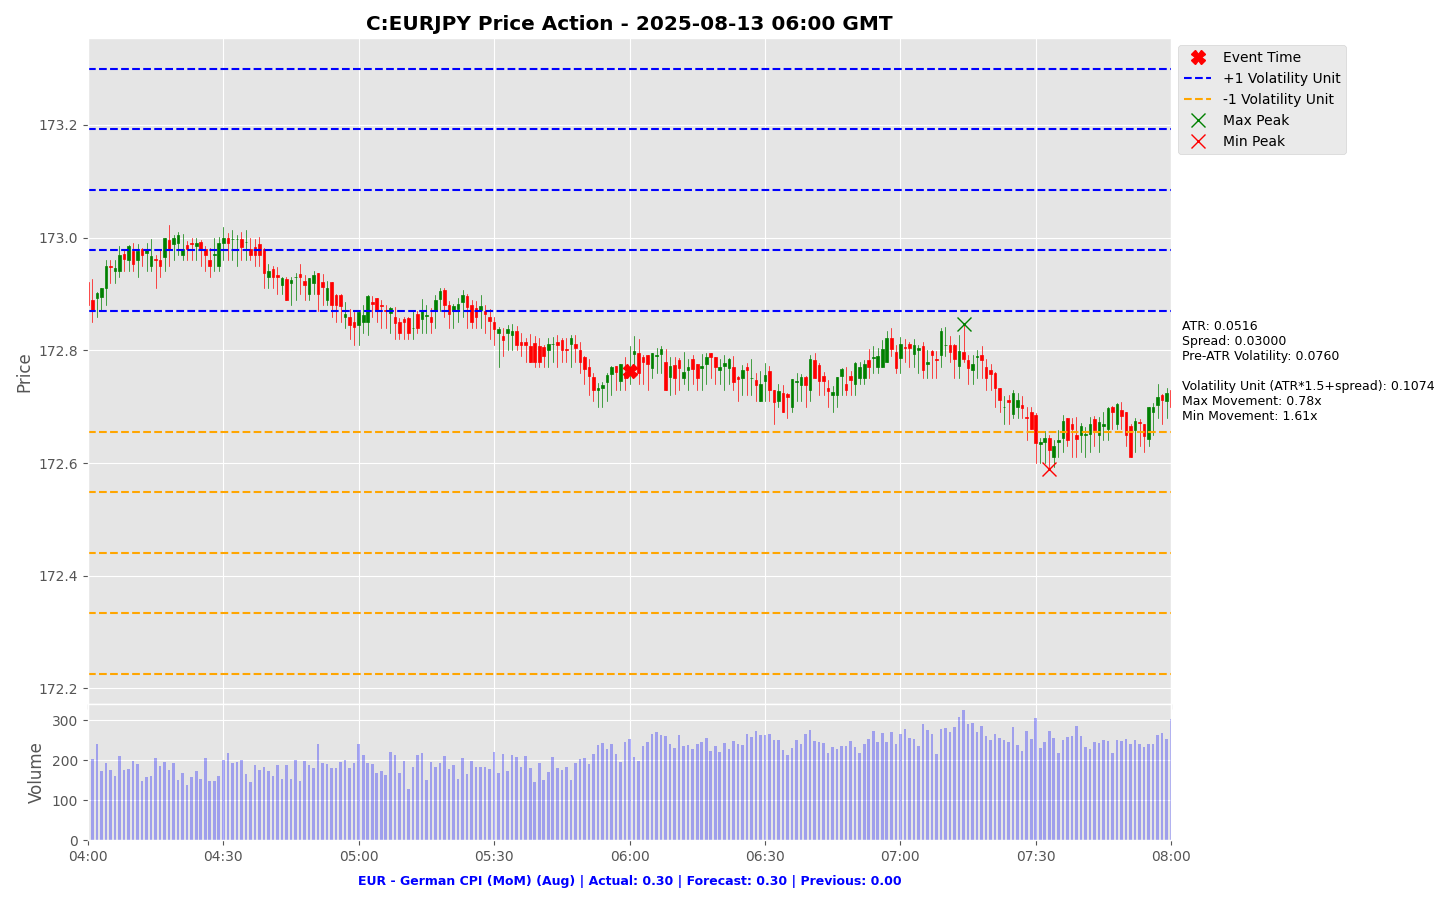 C:EURJPY Price Action - 2025-08-13 06:00 GMT
Event Time
+1 Volatility Unit
-1 Volatility Unit
Max Peak
Min Peak
Price
173.2
173.0
172.8
172.6
172.4
172.2
ATR: 0.0516
Spread: 0.03000
Pre-ATR Volatility: 0.0760
Volatility Unit (ATR*1.5+spread): 0.1074
Max Movement: 0.78x
Min Movement: 1.61x
Volume
300
200
100
0
04:00 04:30 05:00 05:30 06:00 06:30 07:00 07:30 08:00
EUR - German CPI (MoM) (Aug) | Actual: 0.30 | Forecast: 0.30 | Previous: 0.00